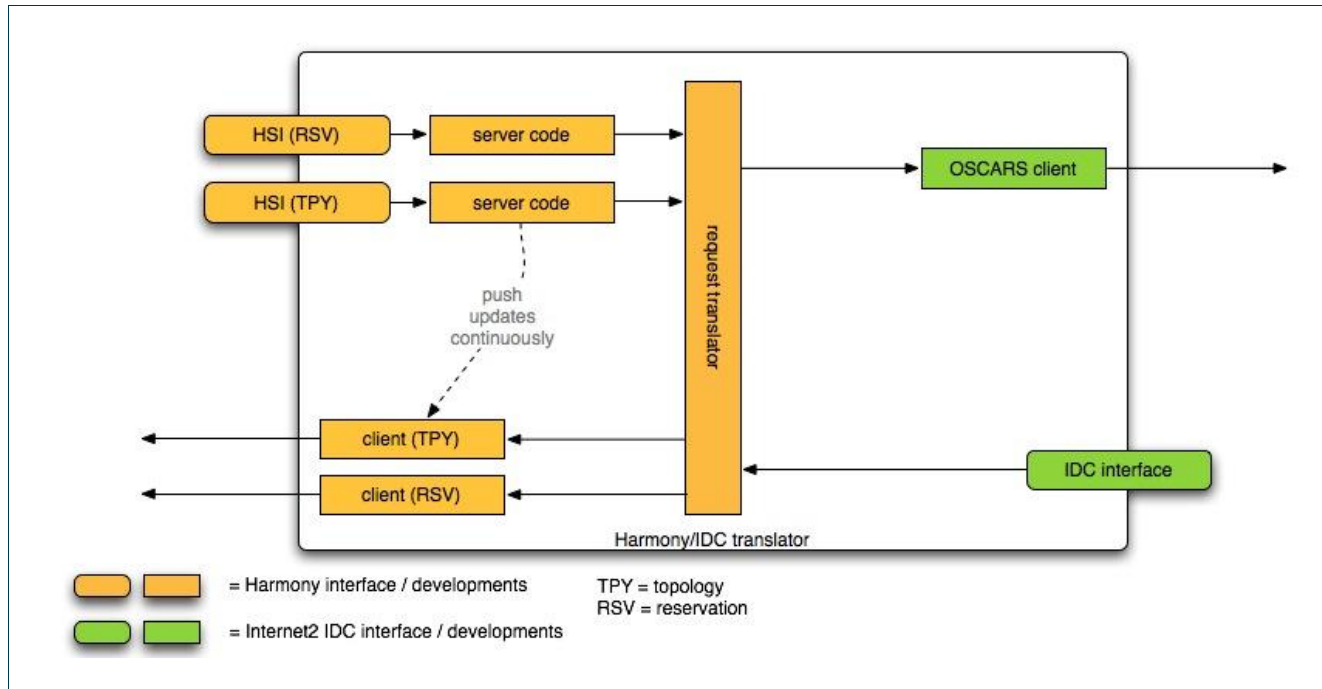 HSI (RSV)
server code
HSI (TPY)
server code
OSCARS client
request translator
push
updates
continuously
client (TPY)
client (RSV)
IDC interface
Harmony/IDC translator
= Harmony interface / developments
TPY = topology
RSV = reservation
= Internet2 IDC interface / developments